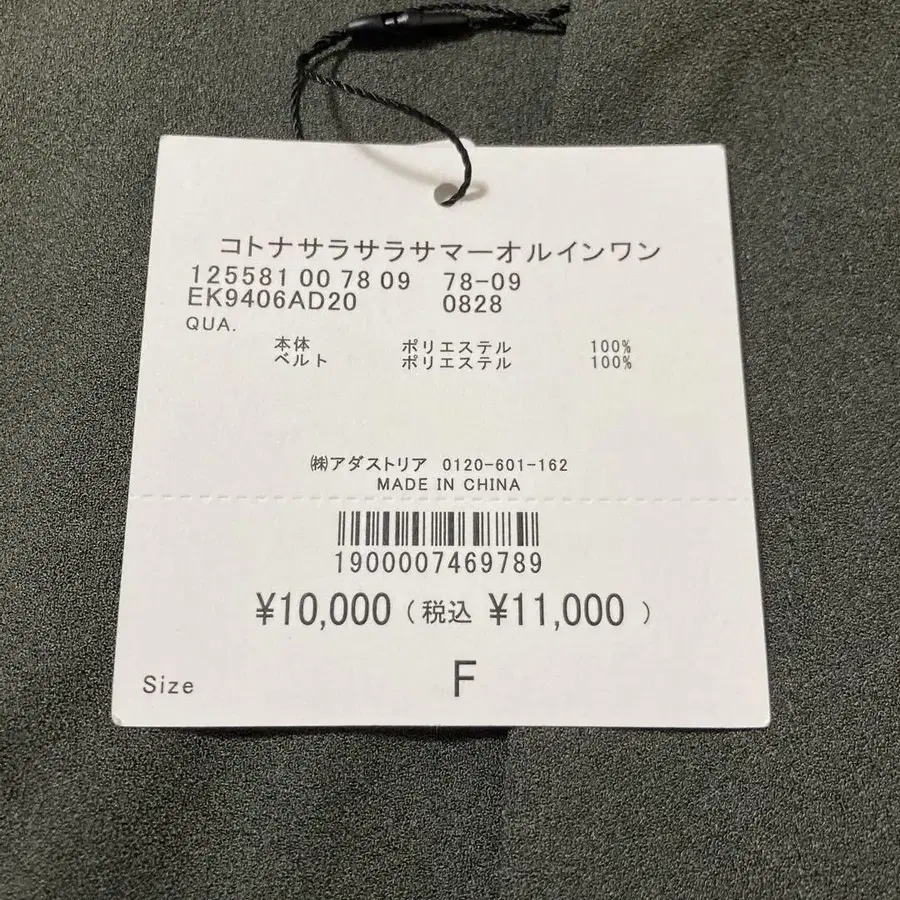 コトナサラサラサマーオルインワン
125581 00 78 09 78-09
EK9406AD20 0828
QUA.
本体 ポリエステル 100%
ベルト ポリエステル 100%
㈱アダストリア 0120-601-162
MADE IN CHINA
1900007469789
¥10,000 ( 税込 ¥11,000 )
Size F